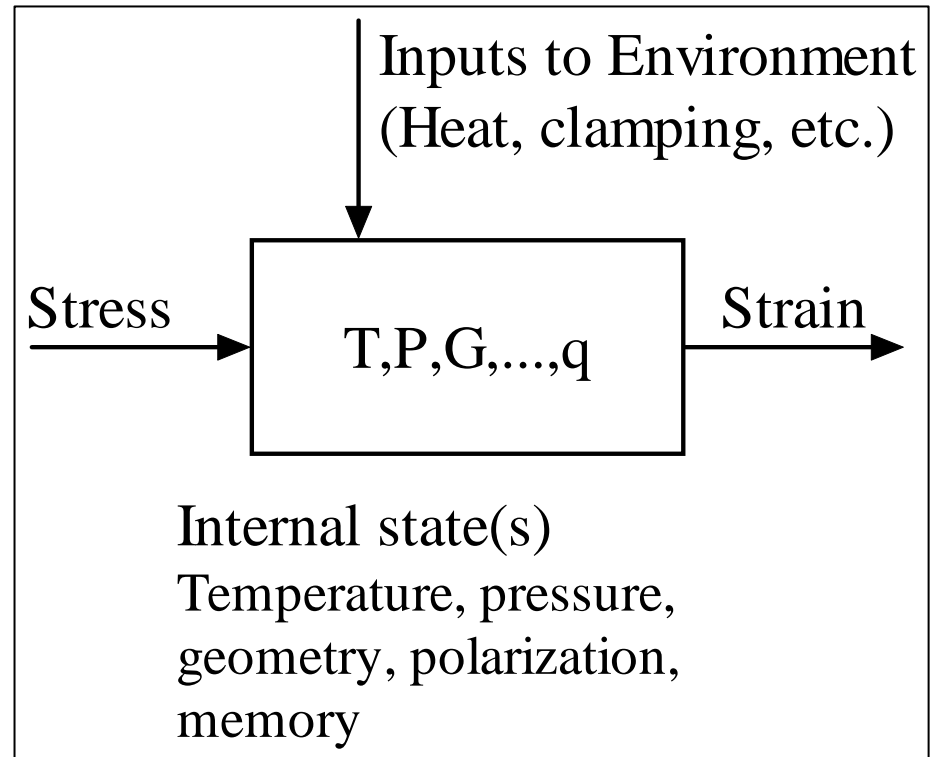 Inputs to Environment
(Heat, clamping, etc.)
Stress
Strain
T,P,G,...,q
Internal state(s)
Temperature, pressure,
geometry, polarization,
memory